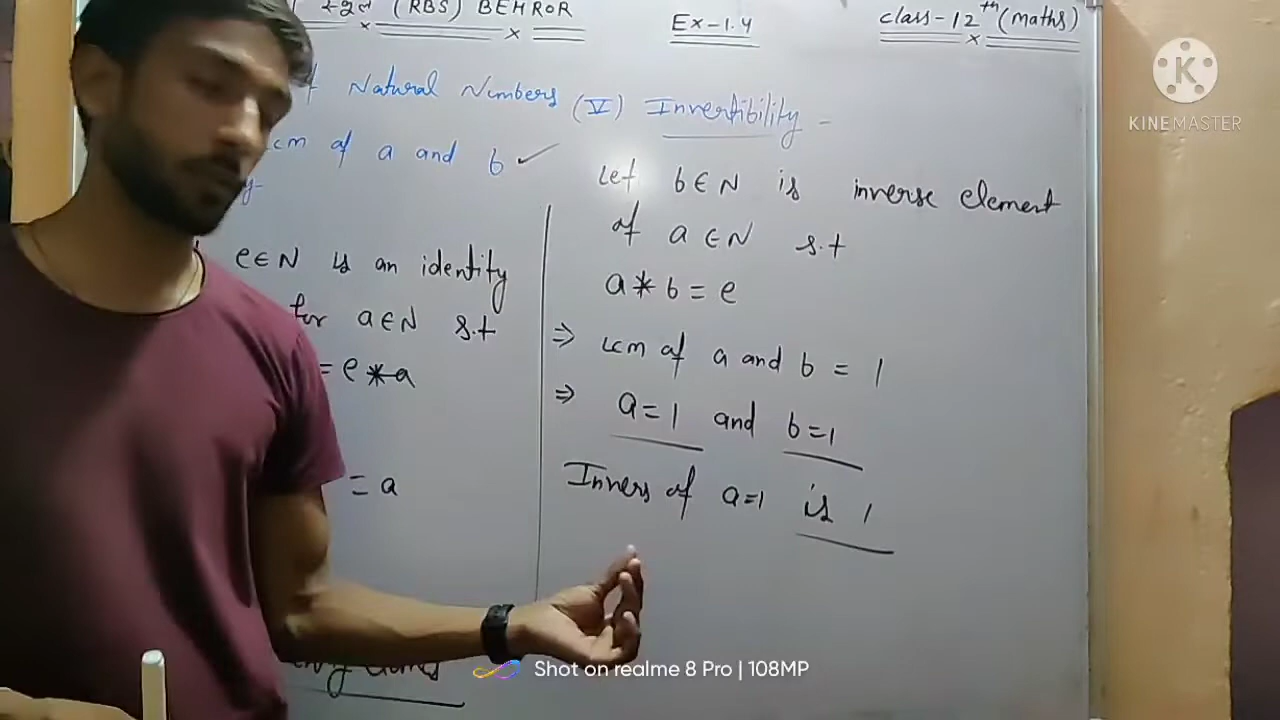 स्कूल (RBS) BEHROR
Ex-1.4
class-12th (maths)
Natural Numbers
(V) Invertibility -
LCM of a and b ✓
Let b∈N is inverse element
of a∈N s.t
a * b = e
⇒ LCM of a and b = 1
⇒ a=1 and b=1
Invers of a=1 is 1
e∈N is an identity
for a∈N s.t
= e * a
= a
K
KINEMASTER
Shot on realme 8 Pro | 108MP